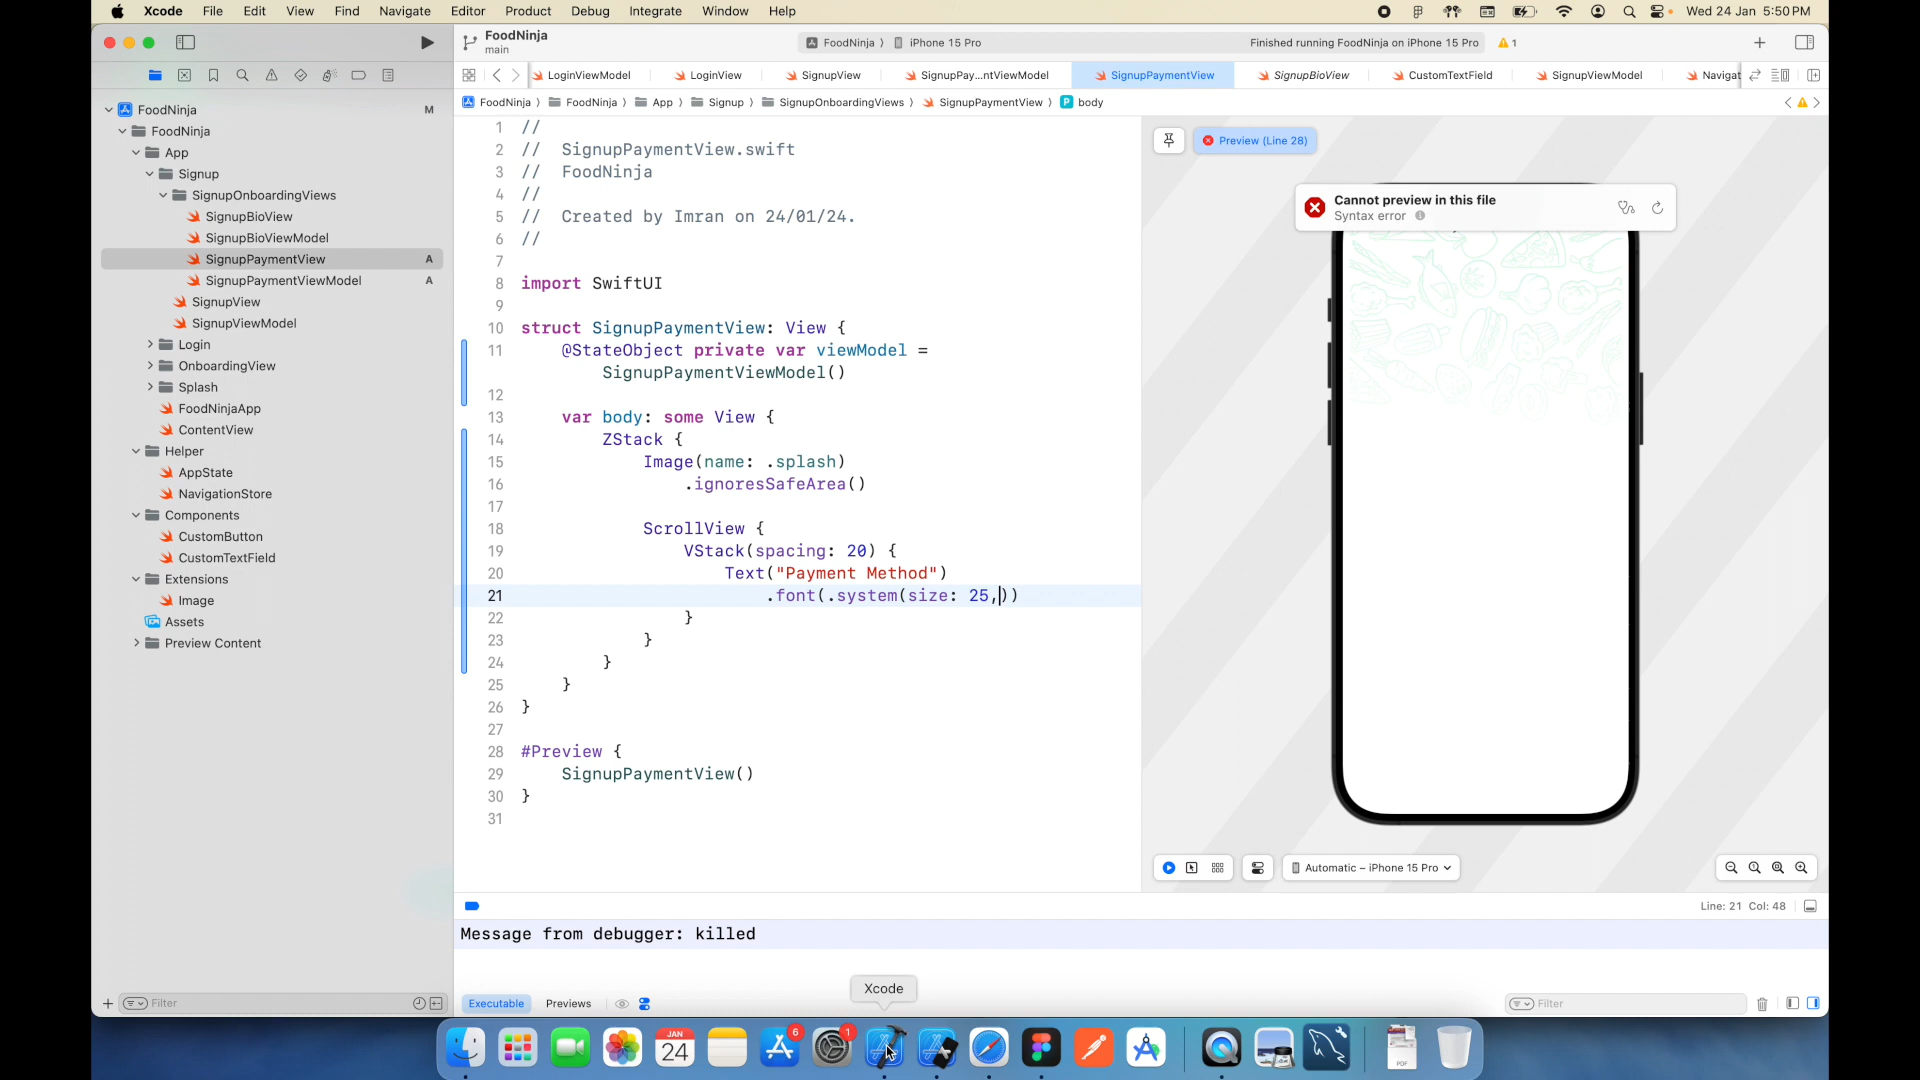 Xcode File Edit View Find Navigate Editor Product Debug Integrate Window Help Wed 24 Jan 5:50 PM
FoodNinja
main
FoodNinja ⟩ iPhone 15 Pro
Finished running FoodNinja on iPhone 15 Pro
1
LoginViewModel LoginView SignupView SignupPay...ntViewModel SignupPaymentView SignupBioView CustomTextField SignupViewModel Navigat
FoodNinja ⟩ FoodNinja ⟩ App ⟩ Signup ⟩ SignupOnboardingViews ⟩ SignupPaymentView ⟩ P body
FoodNinja M
FoodNinja
App
Signup
SignupOnboardingViews
SignupBioView
SignupBioViewModel
SignupPaymentView A
SignupPaymentViewModel A
SignupView
SignupViewModel
Login
OnboardingView
Splash
FoodNinjaApp
ContentView
Helper
AppState
NavigationStore
Components
CustomButton
CustomTextField
Extensions
Image
Assets
Preview Content
Filter
1 //
2 // SignupPaymentView.swift
3 // FoodNinja
4 //
5 // Created by Imran on 24/01/24.
6 //
7
8 import SwiftUI
9
10 struct SignupPaymentView: View {
11 @StateObject private var viewModel =
SignupPaymentViewModel()
12
13 var body: some View {
14 ZStack {
15 Image(name: .splash)
16 .ignoresSafeArea()
17
18 ScrollView {
19 VStack(spacing: 20) {
20 Text("Payment Method")
21 .font(.system(size: 25,))
22 }
23 }
24 }
25 }
26 }
27
28 #Preview {
29 SignupPaymentView()
30 }
31
Preview (Line 28)
Cannot preview in this file
Syntax error
Automatic – iPhone 15 Pro
Line: 21 Col: 48
Message from debugger: killed
Executable Previews
Filter
Xcode
JAN
24
6
1
PDF